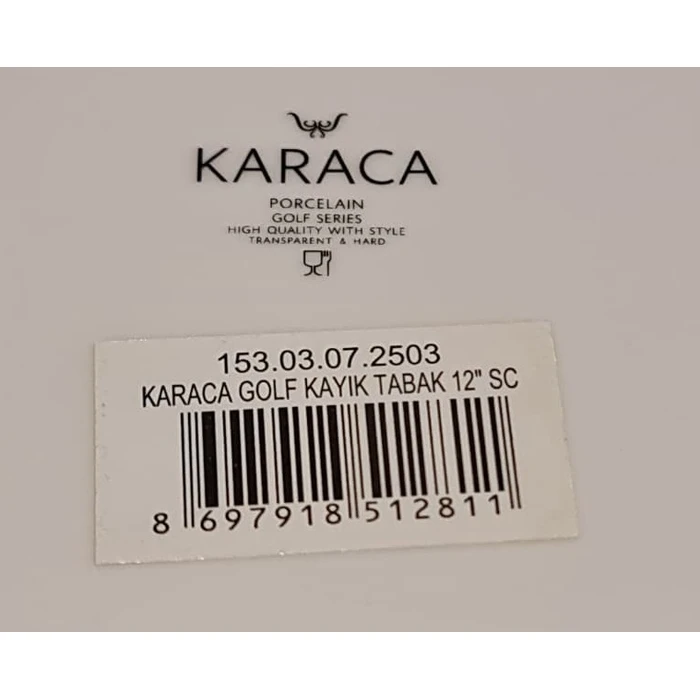 KARACA
PORCELAIN
GOLF SERIES
HIGH QUALITY WITH STYLE
TRANSPARENT & HARD
153.03.07.2503
KARACA GOLF KAYIK TABAK 12" SC
8 697918 512811